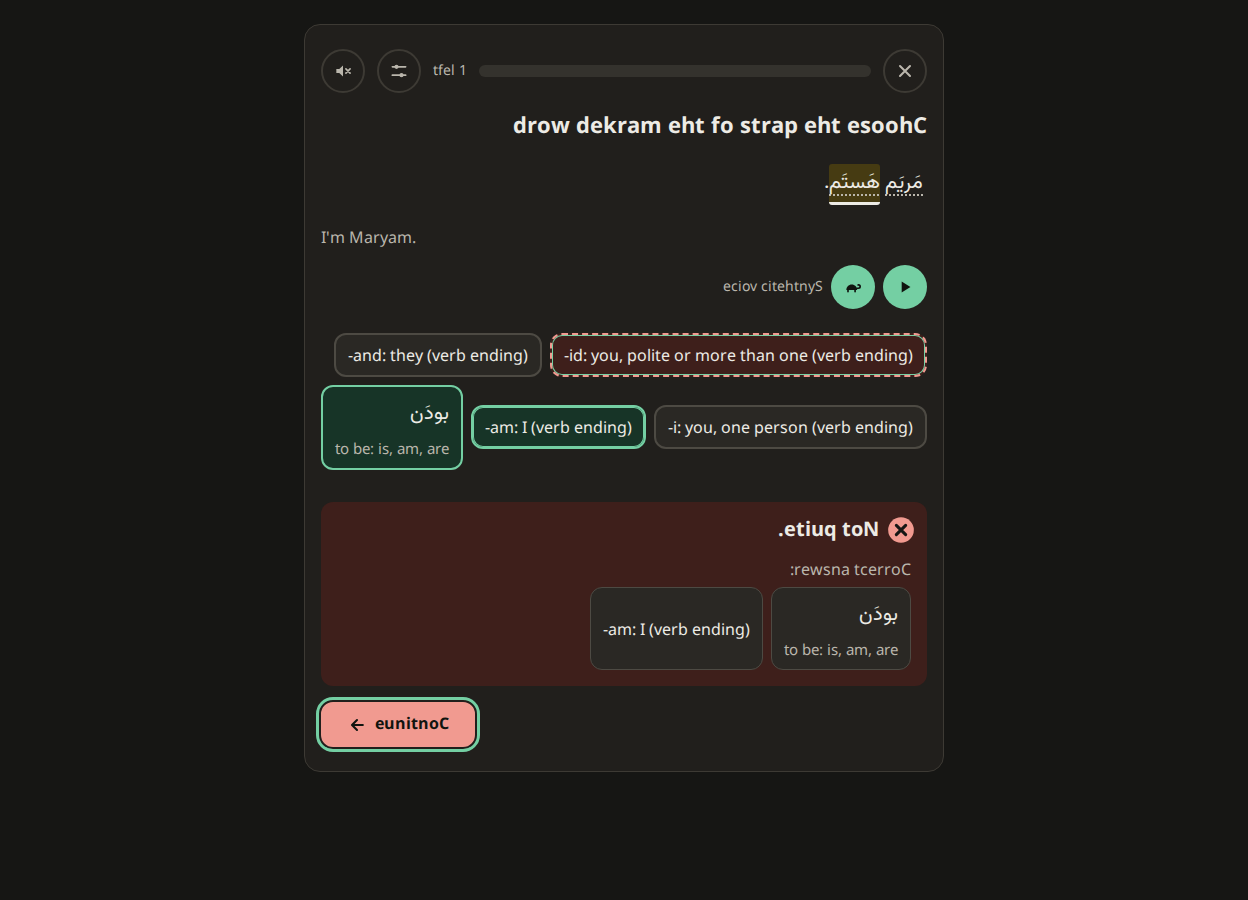 tfel 1
drow dekram eht fo strap eht esoohC
مَریَم هَستَم.
I'm Maryam.
eciov citehtnyS
-id: you, polite or more than one (verb ending)
-and: they (verb ending)
-i: you, one person (verb ending)
-am: I (verb ending)
بودَن
to be: is, am, are
.etiuq toN
:rewsna tcerroC
بودَن
to be: is, am, are
-am: I (verb ending)
eunitnoC